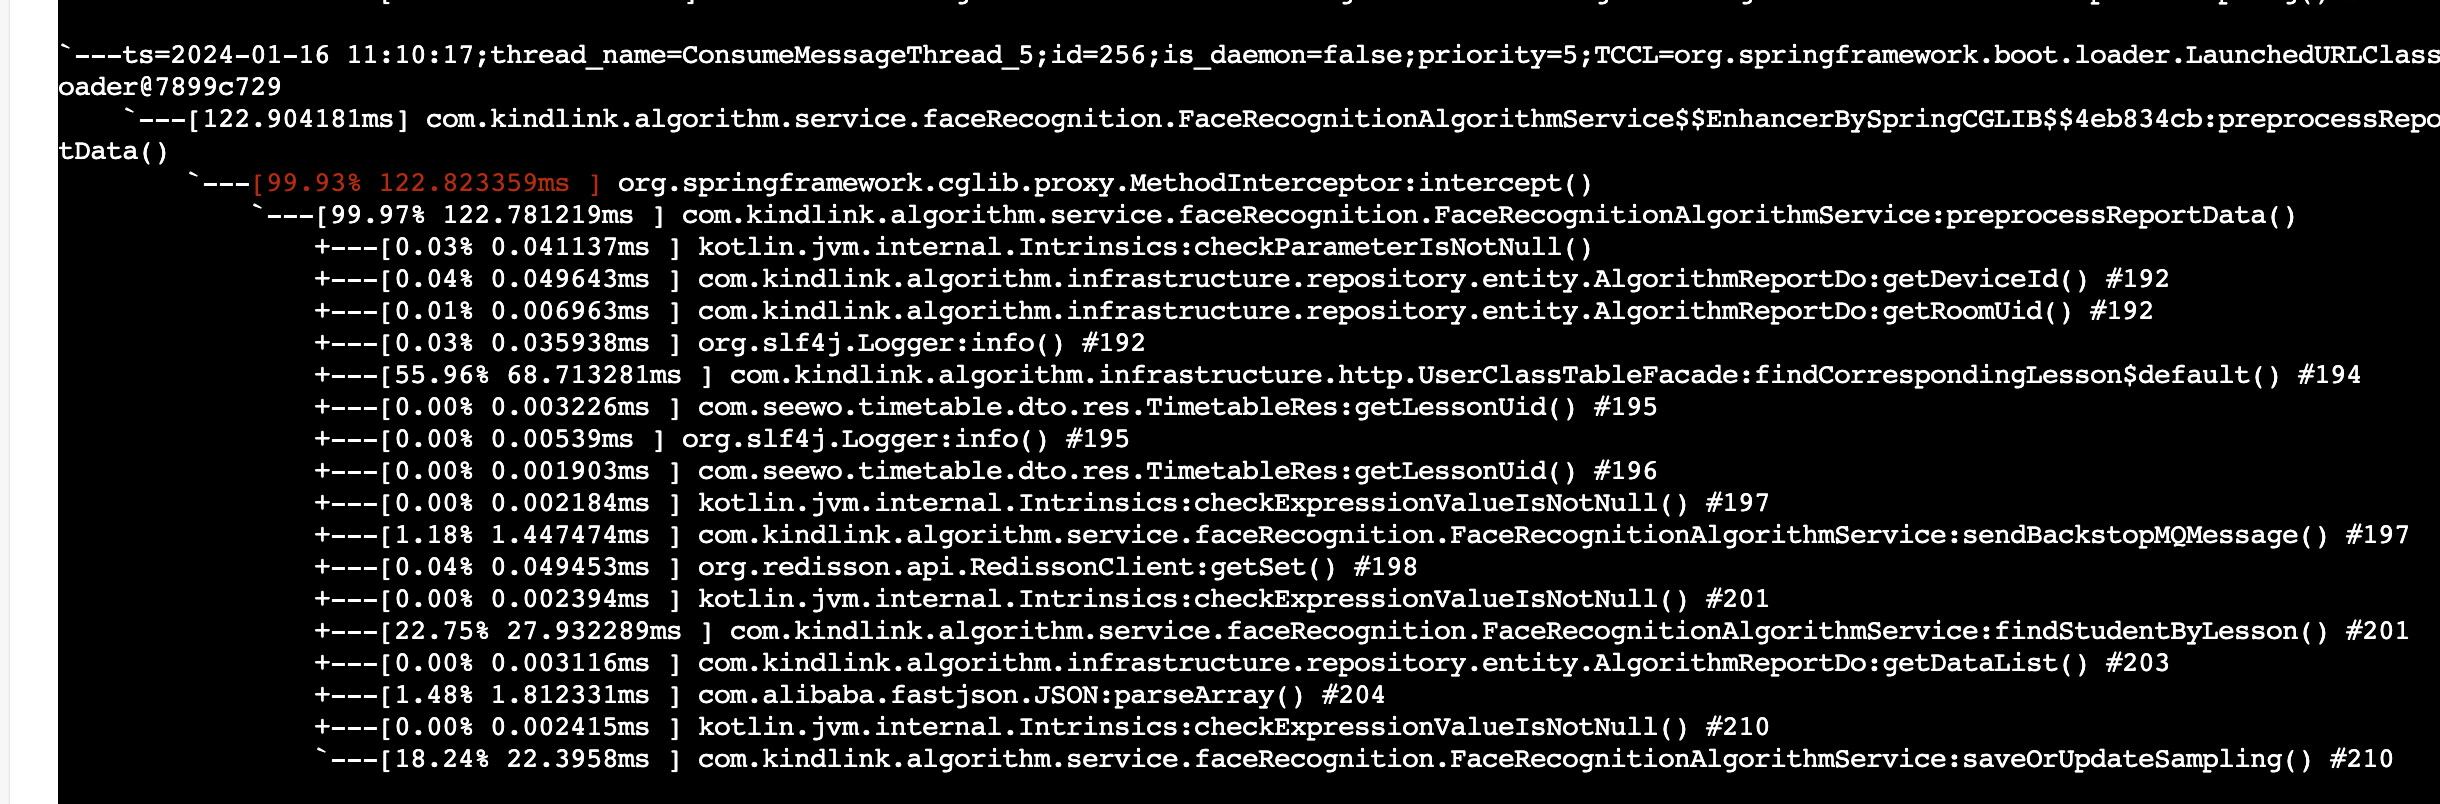 `---ts=2024-01-16 11:10:17;thread_name=ConsumeMessageThread_5;id=256;is_daemon=false;priority=5;TCCL=org.springframework.boot.loader.LaunchedURLClass
oader@7899c729
    `---[122.904181ms] com.kindlink.algorithm.service.faceRecognition.FaceRecognitionAlgorithmService$$EnhancerBySpringCGLIB$$4eb834cb:preprocessRepo
tData()
        `---[99.93% 122.823359ms ] org.springframework.cglib.proxy.MethodInterceptor:intercept()
            `---[99.97% 122.781219ms ] com.kindlink.algorithm.service.faceRecognition.FaceRecognitionAlgorithmService:preprocessReportData()
                +---[0.03% 0.041137ms ] kotlin.jvm.internal.Intrinsics:checkParameterIsNotNull()
                +---[0.04% 0.049643ms ] com.kindlink.algorithm.infrastructure.repository.entity.AlgorithmReportDo:getDeviceId() #192
                +---[0.01% 0.006963ms ] com.kindlink.algorithm.infrastructure.repository.entity.AlgorithmReportDo:getRoomUid() #192
                +---[0.03% 0.035938ms ] org.slf4j.Logger:info() #192
                +---[55.96% 68.713281ms ] com.kindlink.algorithm.infrastructure.http.UserClassTableFacade:findCorrespondingLesson$default() #194
                +---[0.00% 0.003226ms ] com.seewo.timetable.dto.res.TimetableRes:getLessonUid() #195
                +---[0.00% 0.00539ms ] org.slf4j.Logger:info() #195
                +---[0.00% 0.001903ms ] com.seewo.timetable.dto.res.TimetableRes:getLessonUid() #196
                +---[0.00% 0.002184ms ] kotlin.jvm.internal.Intrinsics:checkExpressionValueIsNotNull() #197
                +---[1.18% 1.447474ms ] com.kindlink.algorithm.service.faceRecognition.FaceRecognitionAlgorithmService:sendBackstopMQMessage() #197
                +---[0.04% 0.049453ms ] org.redisson.api.RedissonClient:getSet() #198
                +---[0.00% 0.002394ms ] kotlin.jvm.internal.Intrinsics:checkExpressionValueIsNotNull() #201
                +---[22.75% 27.932289ms ] com.kindlink.algorithm.service.faceRecognition.FaceRecognitionAlgorithmService:findStudentByLesson() #201
                +---[0.00% 0.003116ms ] com.kindlink.algorithm.infrastructure.repository.entity.AlgorithmReportDo:getDataList() #203
                +---[1.48% 1.812331ms ] com.alibaba.fastjson.JSON:parseArray() #204
                +---[0.00% 0.002415ms ] kotlin.jvm.internal.Intrinsics:checkExpressionValueIsNotNull() #210
                `---[18.24% 22.3958ms ] com.kindlink.algorithm.service.faceRecognition.FaceRecognitionAlgorithmService:saveOrUpdateSampling() #210